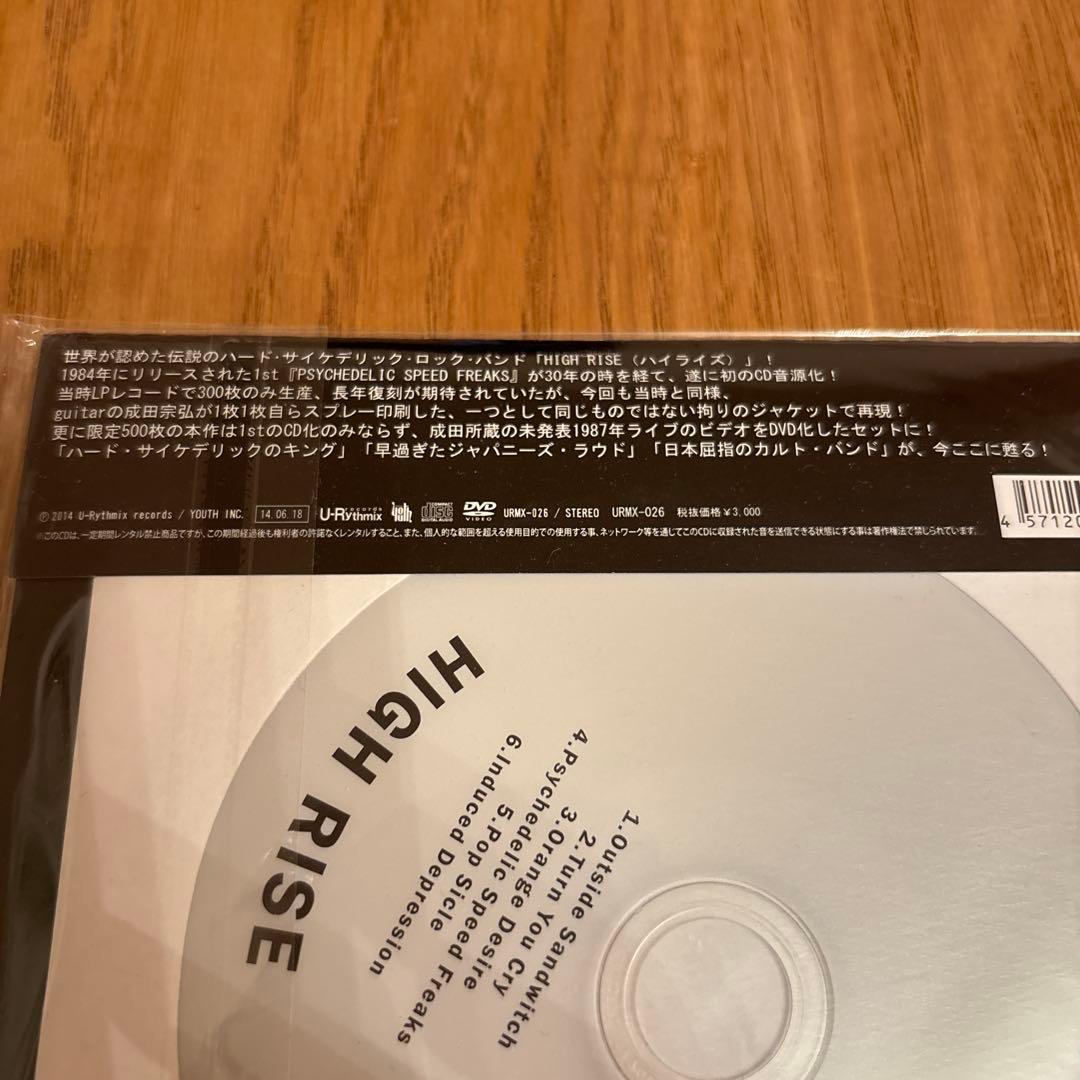 世界が認めた伝説のハード･サイケデリック･ロック･バンド「HIGH RISE（ハイライズ）」！
1984年にリリースされた1st『PSYCHEDELIC SPEED FREAKS』が30年の時を経て、遂に初のCD音源化！
当時LPレコードで300枚のみ生産、長年復刻が期待されていたが、今回も当時と同様、
guitarの成田宗弘が1枚1枚自らスプレー印刷した、一つとして同じものではない拘りのジャケットで再現！
更に限定500枚の本作は1stのCD化のみならず、成田所蔵の未発表1987年ライブのビデオをDVD化したセットに！
「ハード・サイケデリックのキング」「早過ぎたジャパニーズ・ラウド」「日本屈指のカルト・バンド」が、今ここに甦る！
Ⓟ2014 U-Rythmix records / YOUTH INC. 14.06.18 U-Rythmix records COMPACT disc DIGITAL AUDIO DVD VIDEO URMX-026 / STEREO URMX-026 税抜価格￥3,000
※このCDは、一定期間レンタル禁止商品ですが、この期間経過後も権利者の許諾なくレンタルすること、また、個人的な範囲を超える使用目的での使用する事、ネットワーク等を通じてこのCDに収録された音を送信できる状態にする事は著作権法で禁じられています。
4 57120
HIGH RISE
1.Outside Sandwitch
2.Turn You Cry
3.Orange Desire
4.Psychedelic Speed Freaks
5.Pop Sicle
6.Induced Depression